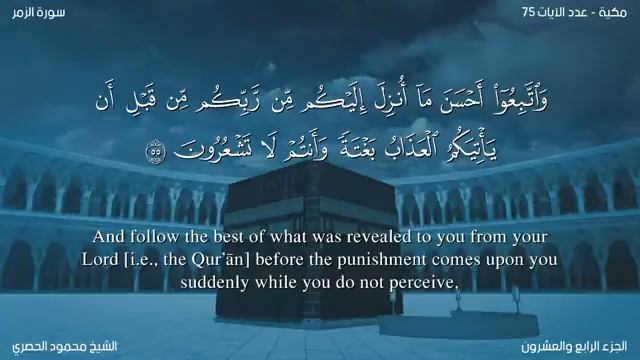 سورة الزمر
مكية - عدد الآيات 75
وَٱتَّبِعُوٓا۟ أَحْسَنَ مَآ أُنزِلَ إِلَيْكُم مِّن رَّبِّكُم مِّن قَبْلِ أَن
يَأْتِيَكُمُ ٱلْعَذَابُ بَغْتَةً وَأَنتُمْ لَا تَشْعُرُونَ ٥٥
And follow the best of what was revealed to you from your
Lord [i.e., the Qur’ān] before the punishment comes upon you
suddenly while you do not perceive,
الشيخ محمود الحصري
الجزء الرابع والعشرون